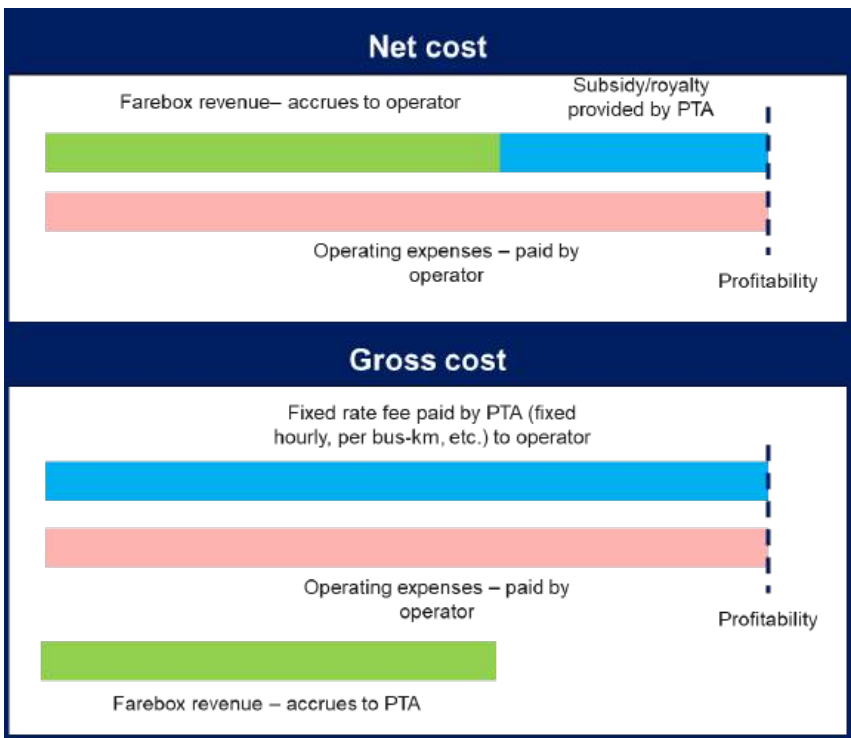 Net cost
Farebox revenue– accrues to operator
Subsidy/royalty
provided by PTA
Operating expenses – paid by
operator
Profitability
Gross cost
Fixed rate fee paid by PTA (fixed
hourly, per bus-km, etc.) to operator
Operating expenses – paid by
operator
Profitability
Farebox revenue – accrues to PTA